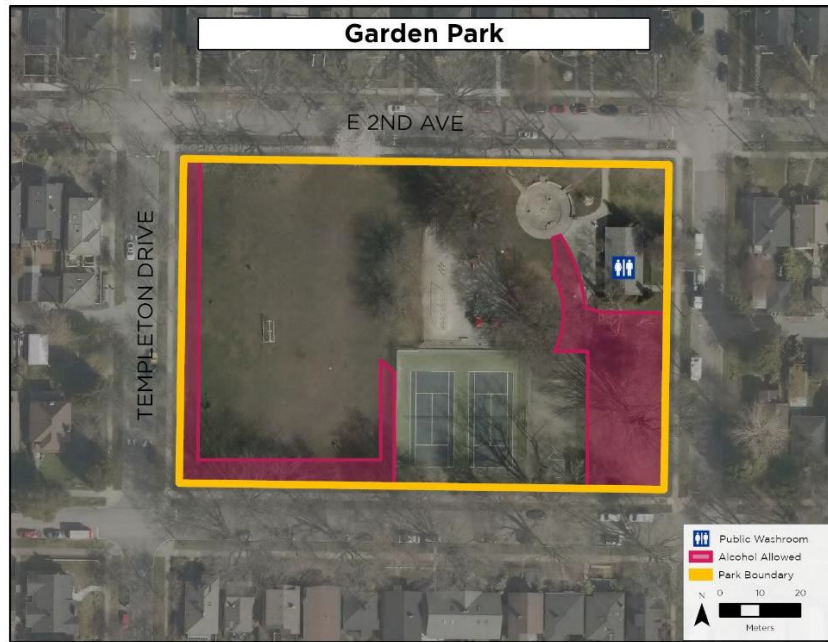 Garden Park
E 2ND AVE
TEMPLETON DRIVE
Public Washroom
Alcohol Allowed
Park Boundary
N
0 10 20
Meters